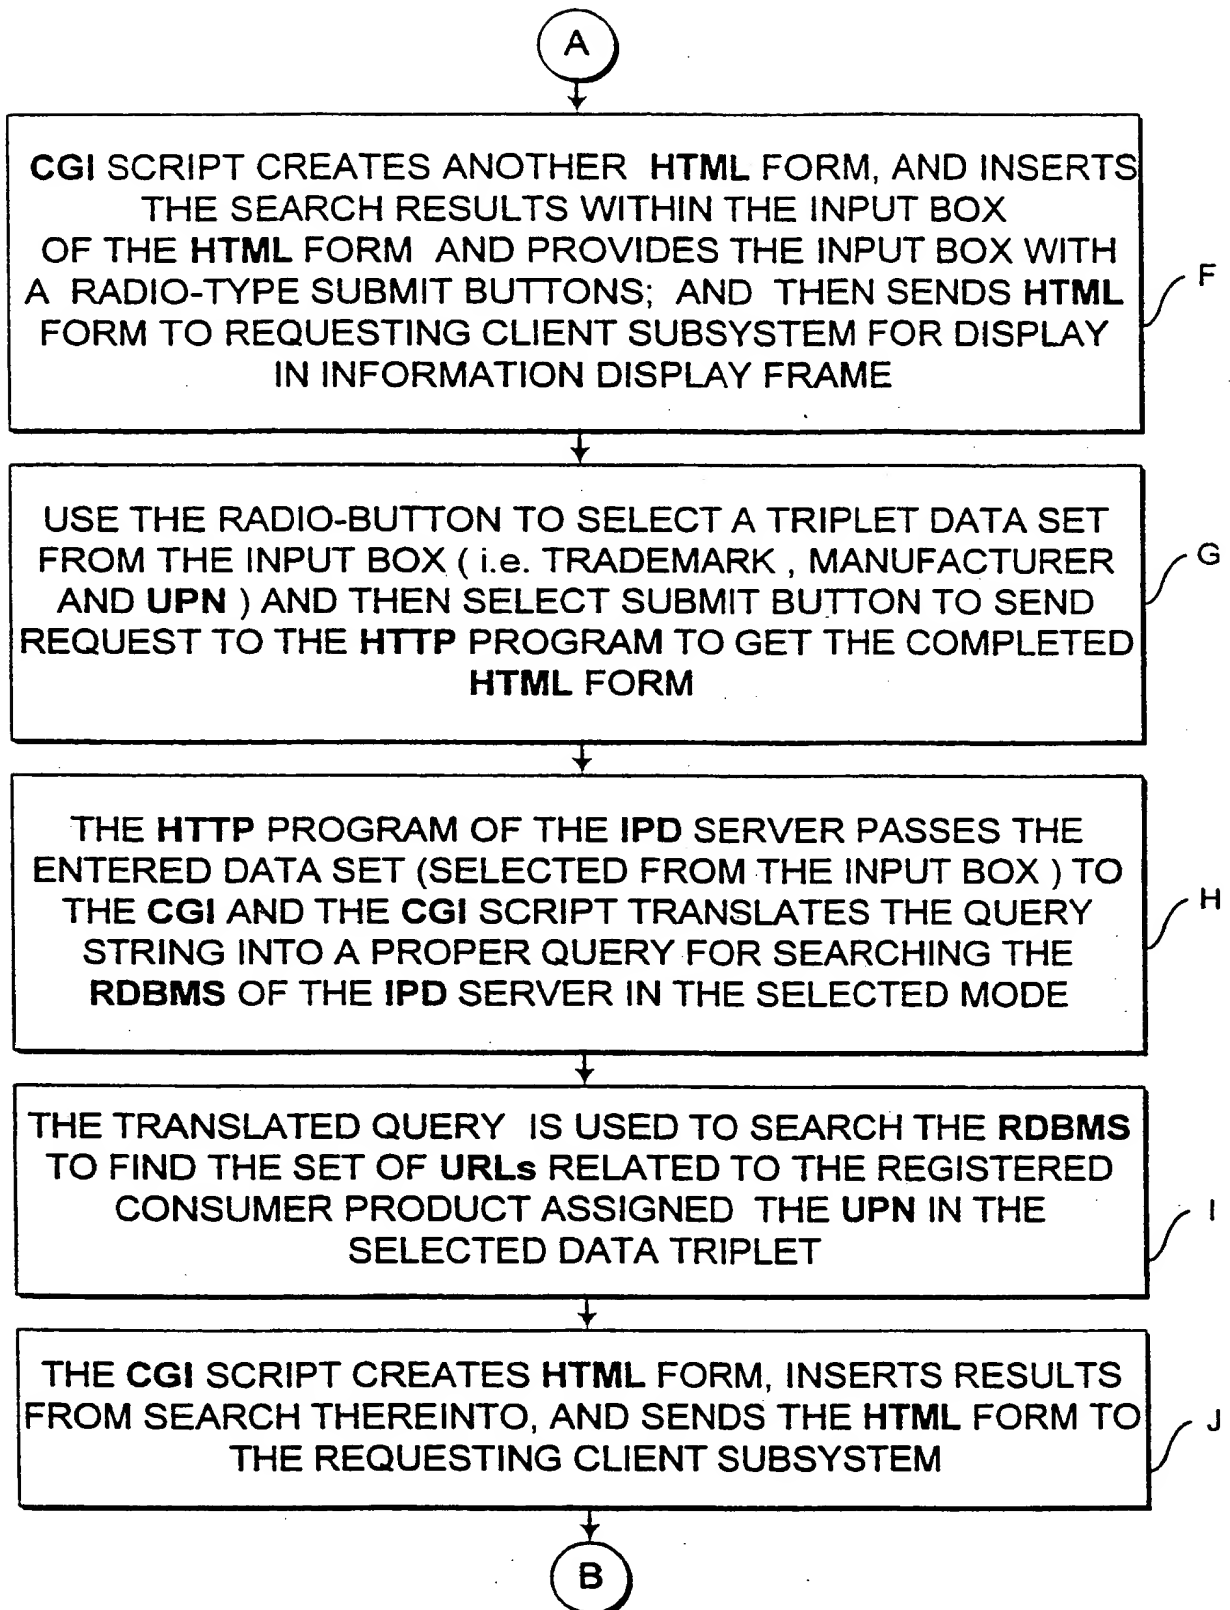 A
CGI SCRIPT CREATES ANOTHER HTML FORM, AND INSERTS
THE SEARCH RESULTS WITHIN THE INPUT BOX
OF THE HTML FORM AND PROVIDES THE INPUT BOX WITH
A RADIO-TYPE SUBMIT BUTTONS; AND THEN SENDS HTML
FORM TO REQUESTING CLIENT SUBSYSTEM FOR DISPLAY
IN INFORMATION DISPLAY FRAME
F
USE THE RADIO-BUTTON TO SELECT A TRIPLET DATA SET
FROM THE INPUT BOX ( i.e. TRADEMARK , MANUFACTURER
AND UPN ) AND THEN SELECT SUBMIT BUTTON TO SEND
REQUEST TO THE HTTP PROGRAM TO GET THE COMPLETED
HTML FORM
G
THE HTTP PROGRAM OF THE IPD SERVER PASSES THE
ENTERED DATA SET (SELECTED FROM THE INPUT BOX ) TO
THE CGI AND THE CGI SCRIPT TRANSLATES THE QUERY
STRING INTO A PROPER QUERY FOR SEARCHING THE
RDBMS OF THE IPD SERVER IN THE SELECTED MODE
H
THE TRANSLATED QUERY IS USED TO SEARCH THE RDBMS
TO FIND THE SET OF URLs RELATED TO THE REGISTERED
CONSUMER PRODUCT ASSIGNED THE UPN IN THE
SELECTED DATA TRIPLET
I
THE CGI SCRIPT CREATES HTML FORM, INSERTS RESULTS
FROM SEARCH THEREINTO, AND SENDS THE HTML FORM TO
THE REQUESTING CLIENT SUBSYSTEM
J
B